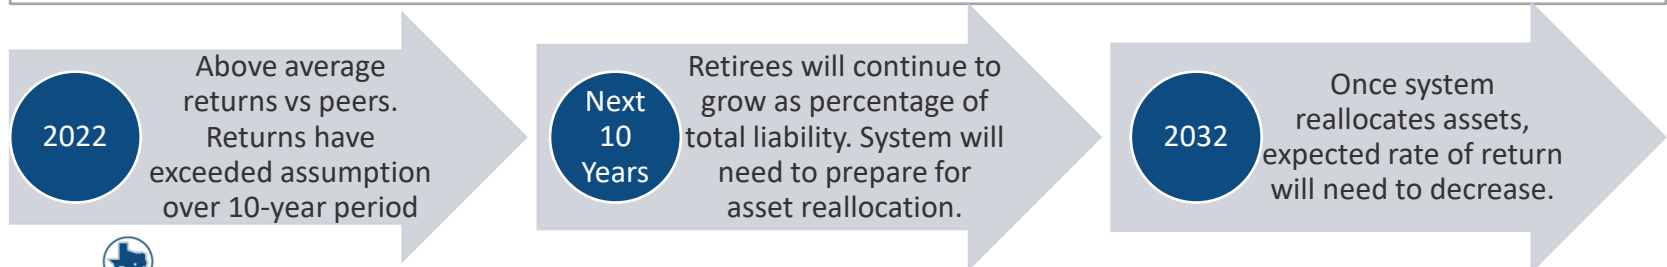 2022
Above average
returns vs peers.
Returns have
exceeded assumption
over 10-year period
Next
10
Years
Retirees will continue to
grow as percentage of
total liability. System will
need to prepare for
asset reallocation.
2032
Once system
reallocates assets,
expected rate of return
will need to decrease.